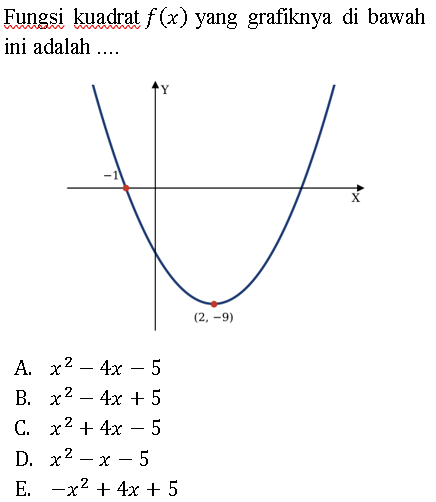 Fungsi kuadrat f(x) yang grafiknya di bawah
ini adalah ....
Y
−1
X
(2, −9)
A. x² − 4x − 5
B. x² − 4x + 5
C. x² + 4x − 5
D. x² − x − 5
E. −x² + 4x + 5